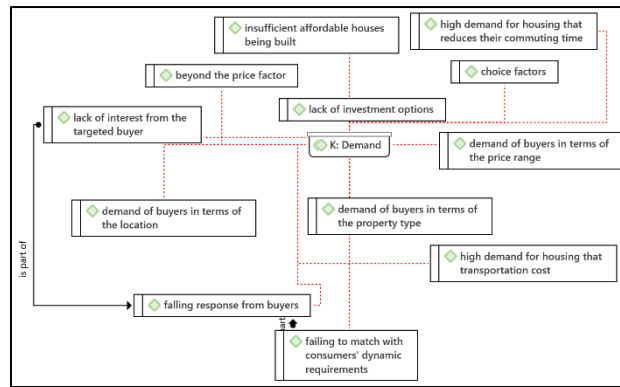 insufficient affordable houses
being built
high demand for housing that
reduces their commuting time
beyond the price factor
choice factors
lack of interest from the
targeted buyer
lack of investment options
K: Demand
demand of buyers in terms of
the price range
demand of buyers in terms of
the location
demand of buyers in terms of
the property type
is part of
high demand for housing that
transportation cost
falling response from buyers
failing to match with
consumers' dynamic
requirements